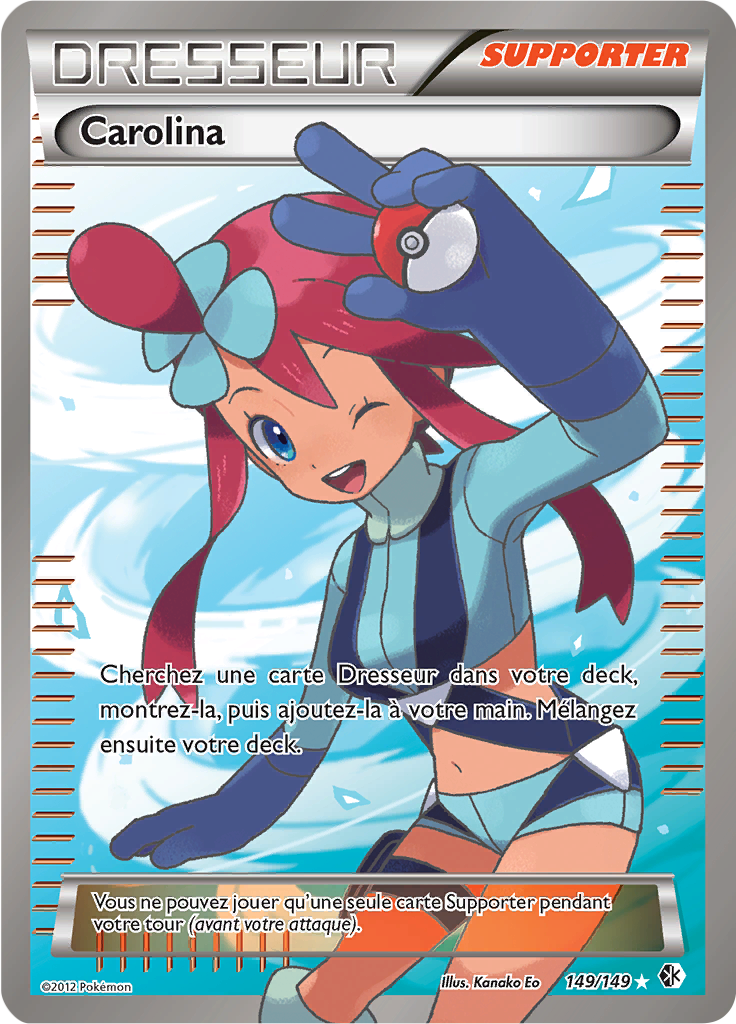 DRESSEUR
SUPPORTER
Carolina
Cherchez une carte Dresseur dans votre deck,
montrez-la, puis ajoutez-la à votre main. Mélangez
ensuite votre deck.
Vous ne pouvez jouer qu'une seule carte Supporter pendant
votre tour (avant votre attaque).
©2012 Pokémon
Illus. Kanako Eo
149/149